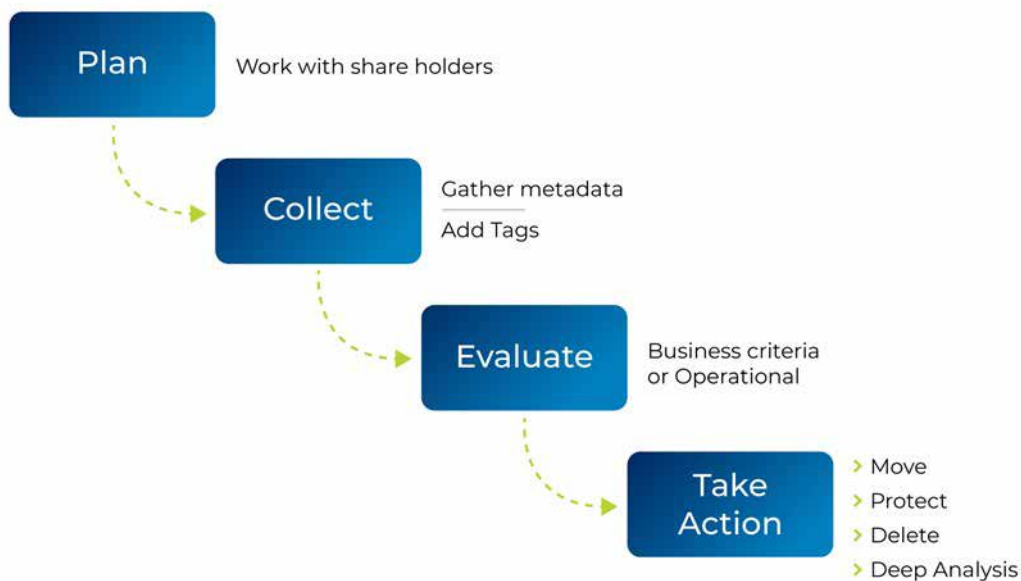 Plan
Work with share holders
Collect
Gather metadata
Add Tags
Evaluate
Business criteria
or Operational
Take
Action
Move
Protect
Delete
Deep Analysis